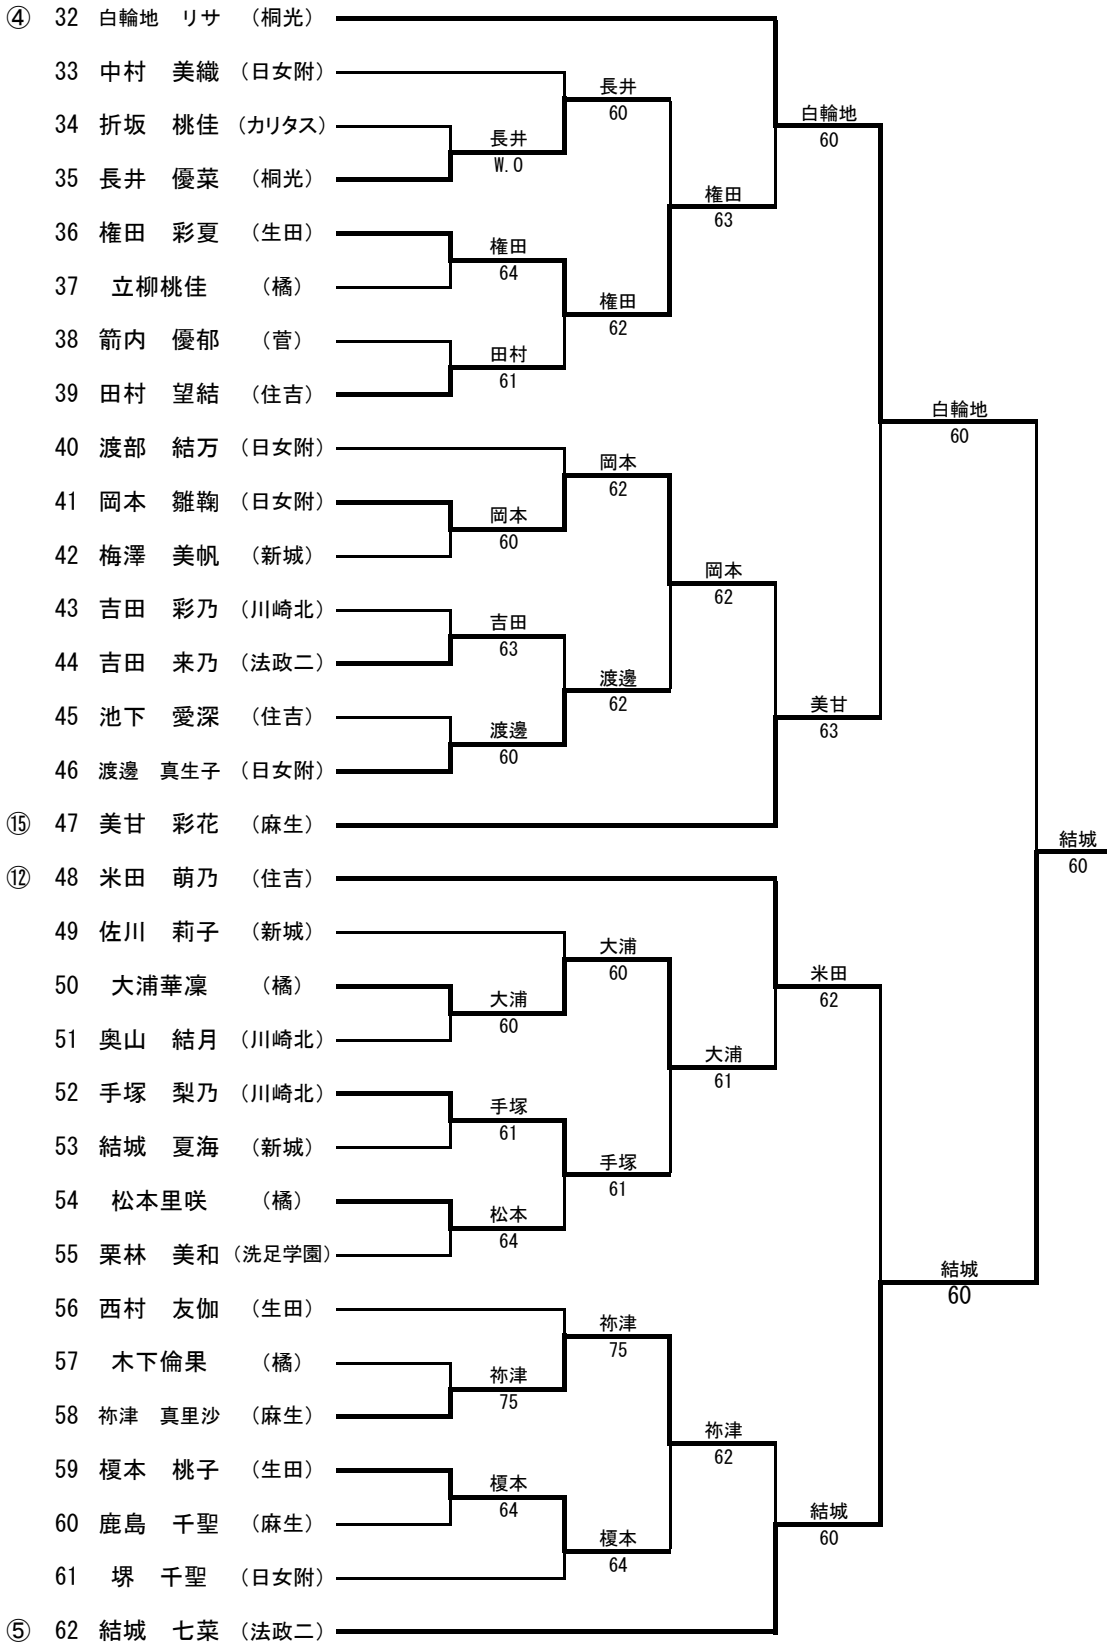 ④ 32 白輪地 リサ （桐光）
33 中村 美織 （日女附）
長井
60
白輪地
60
34 折坂 桃佳 （カリタス）
長井
W.O
35 長井 優菜 （桐光）
権田
63
36 権田 彩夏 （生田）
権田
64
37 立柳桃佳 （橘）
権田
62
38 箭内 優郁 （菅）
田村
61
39 田村 望結 （住吉）
白輪地
60
40 渡部 結万 （日女附）
岡本
62
41 岡本 雛鞠 （日女附）
岡本
60
42 梅澤 美帆 （新城）
岡本
62
43 吉田 彩乃 （川崎北）
吉田
63
44 吉田 来乃 （法政二）
渡邊
62
45 池下 愛深 （住吉）
美甘
63
渡邊
60
46 渡邊 真生子 （日女附）
⑮ 47 美甘 彩花 （麻生）
結城
60
⑫ 48 米田 萌乃 （住吉）
49 佐川 莉子 （新城）
大浦
60
50 大浦華凜 （橘）
米田
62
大浦
60
51 奥山 結月 （川崎北）
大浦
61
52 手塚 梨乃 （川崎北）
手塚
61
53 結城 夏海 （新城）
手塚
61
54 松本里咲 （橘）
松本
64
55 栗林 美和 （洗足学園）
結城
60
56 西村 友伽 （生田）
祢津
75
57 木下倫果 （橘）
祢津
75
58 祢津 真里沙 （麻生）
祢津
62
59 榎本 桃子 （生田）
榎本
64
60 鹿島 千聖 （麻生）
結城
60
榎本
64
61 堺 千聖 （日女附）
⑤ 62 結城 七菜 （法政二）